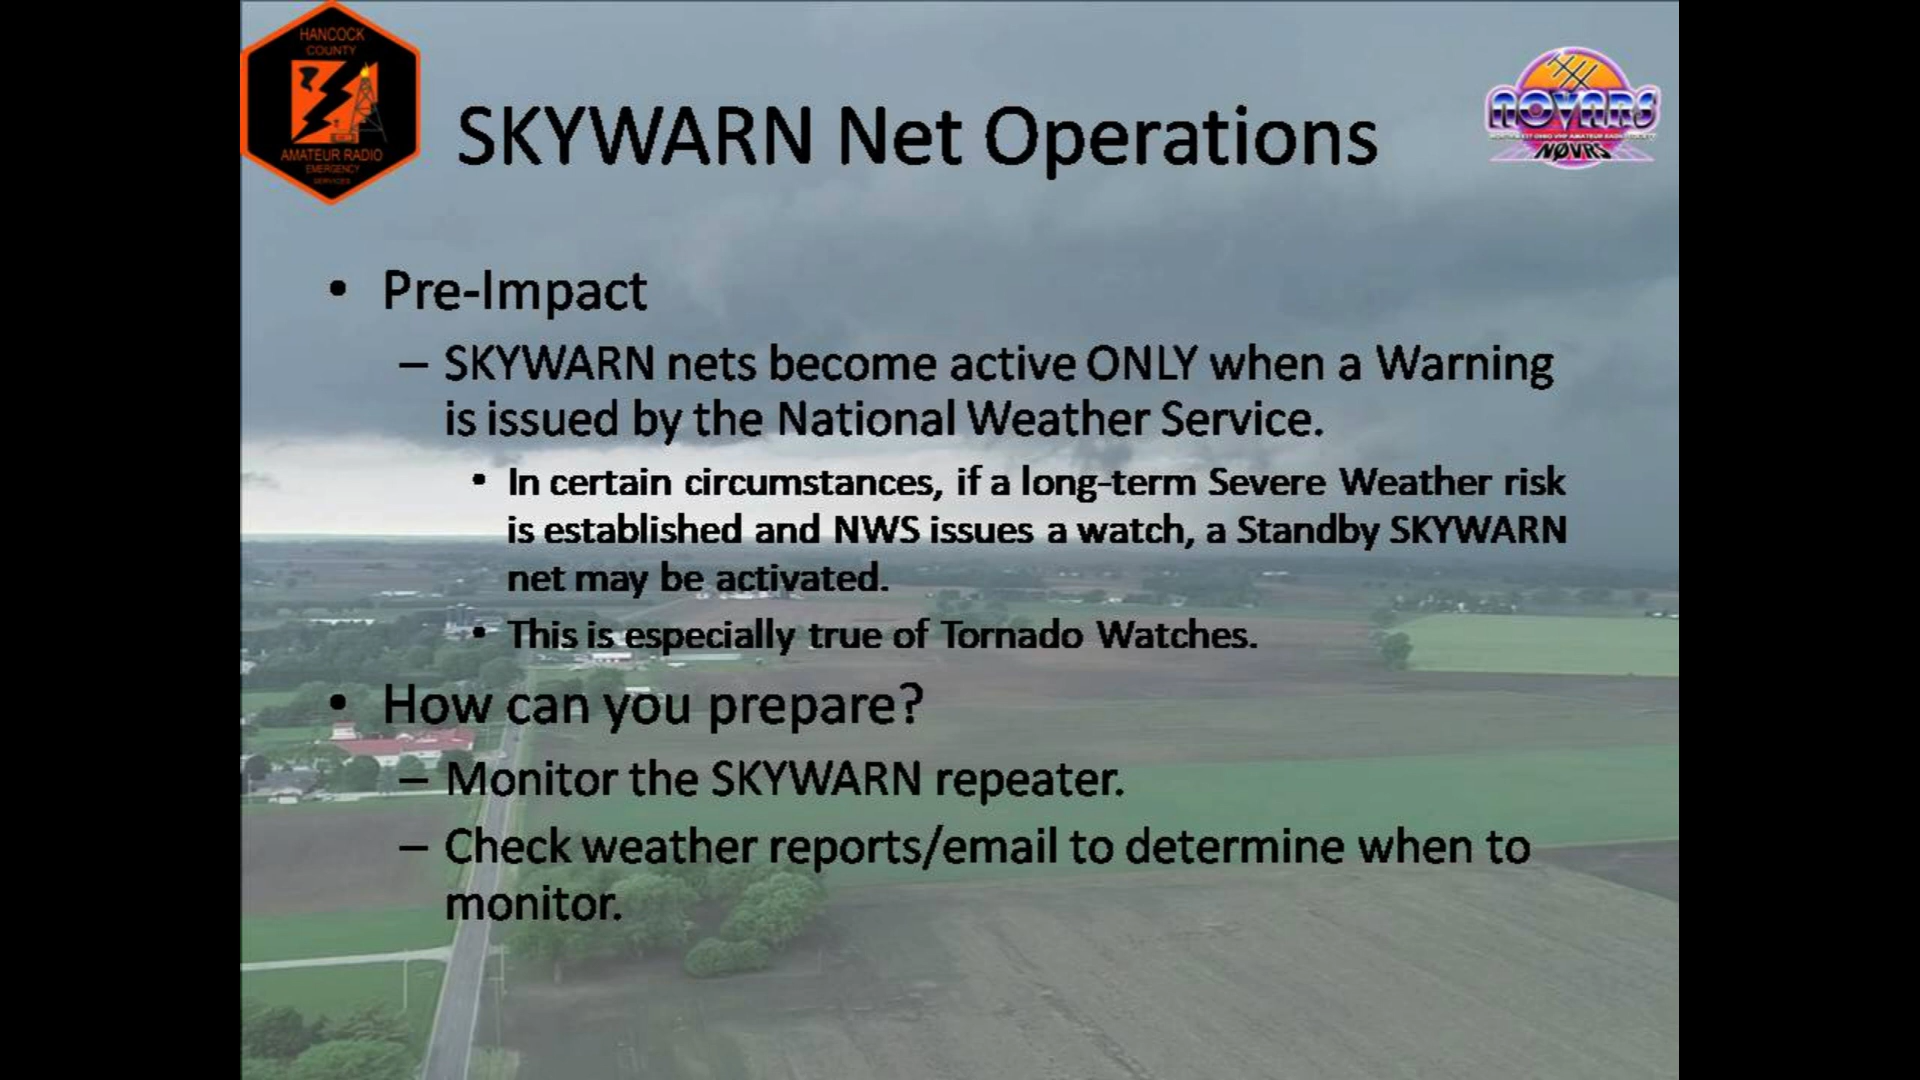 HANCOCK
COUNTY
AMATEUR RADIO
EMERGENCY
SERVICES
NOVARS
NØVRS
SKYWARN Net Operations
• Pre-Impact
– SKYWARN nets become active ONLY when a Warning
is issued by the National Weather Service.
• In certain circumstances, if a long-term Severe Weather risk
is established and NWS issues a watch, a Standby SKYWARN
net may be activated.
• This is especially true of Tornado Watches.
• How can you prepare?
– Monitor the SKYWARN repeater.
– Check weather reports/email to determine when to
monitor.